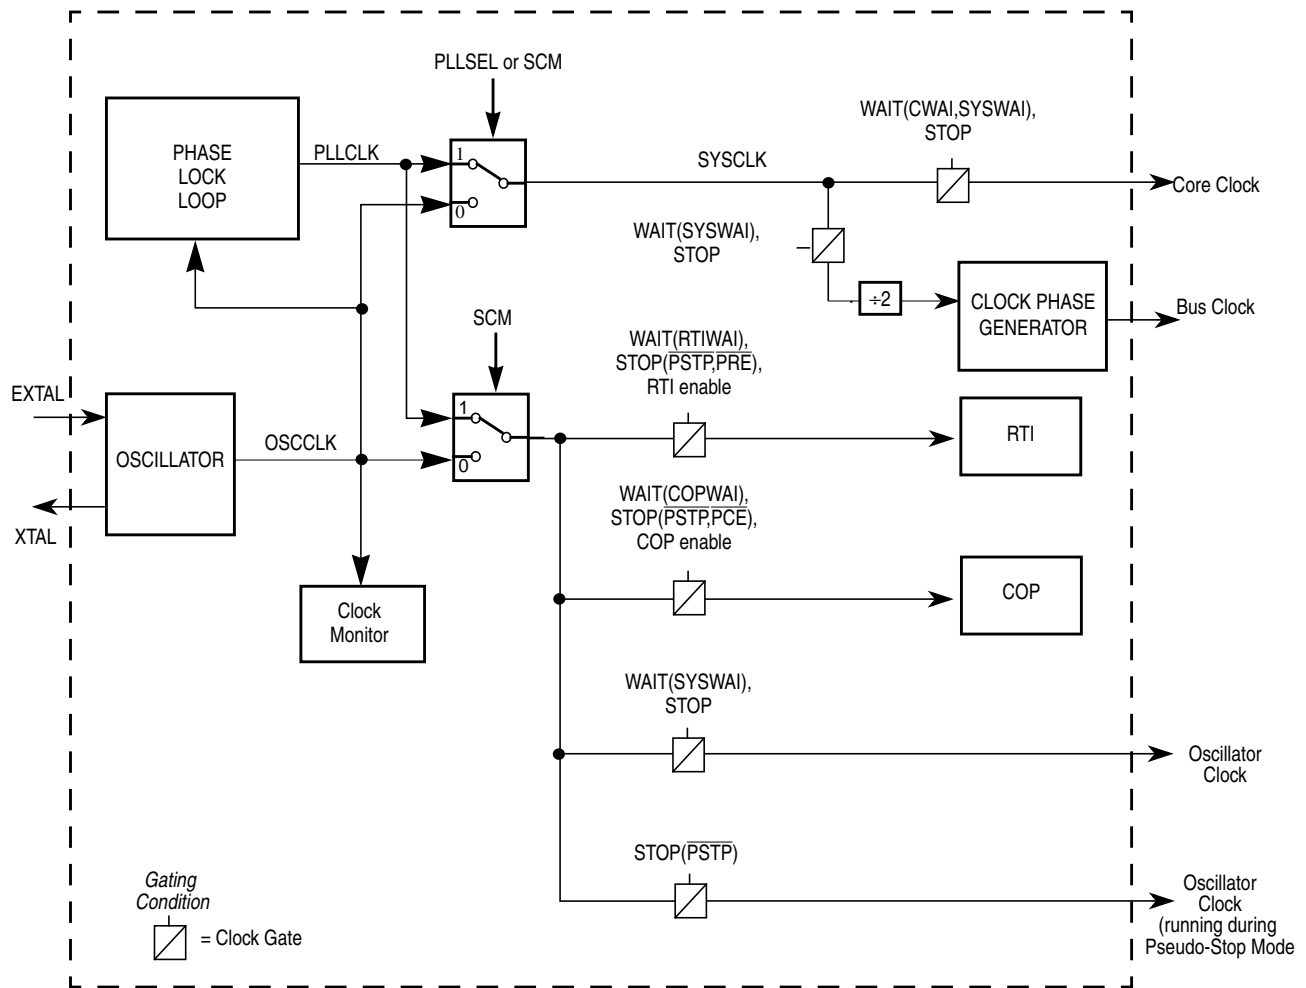 PLLSEL or SCM
WAIT(CWAI,SYSWAI),
STOP
PHASE
LOCK
LOOP
PLLCLK
1
0
SYSCLK
Core Clock
WAIT(SYSWAI),
STOP
÷2
CLOCK PHASE
GENERATOR
Bus Clock
SCM
WAIT(RTIWAI),
STOP(PSTP,PRE),
RTI enable
EXTAL
OSCILLATOR
OSCCLK
1
0
RTI
XTAL
WAIT(COPWAI),
STOP(PSTP,PCE),
COP enable
COP
Clock
Monitor
WAIT(SYSWAI),
STOP
Oscillator
Clock
STOP(PSTP)
Gating
Condition
= Clock Gate
Oscillator
Clock
(running during
Pseudo-Stop Mode